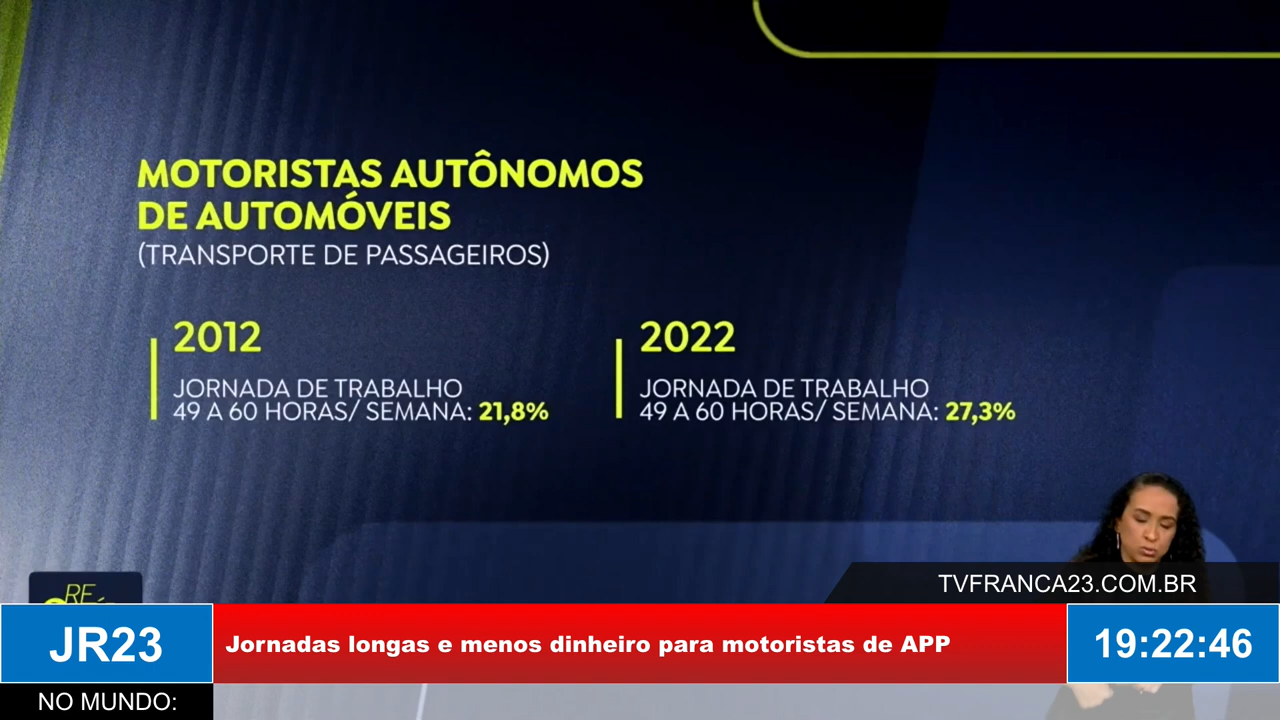 MOTORISTAS AUTÔNOMOS
DE AUTOMÓVEIS
(TRANSPORTE DE PASSAGEIROS)
2012
JORNADA DE TRABALHO
49 A 60 HORAS/ SEMANA: 21,8%
2022
JORNADA DE TRABALHO
49 A 60 HORAS/ SEMANA: 27,3%
RE
TVFRANCA23.COM.BR
JR23
Jornadas longas e menos dinheiro para motoristas de APP
19:22:46
NO MUNDO: